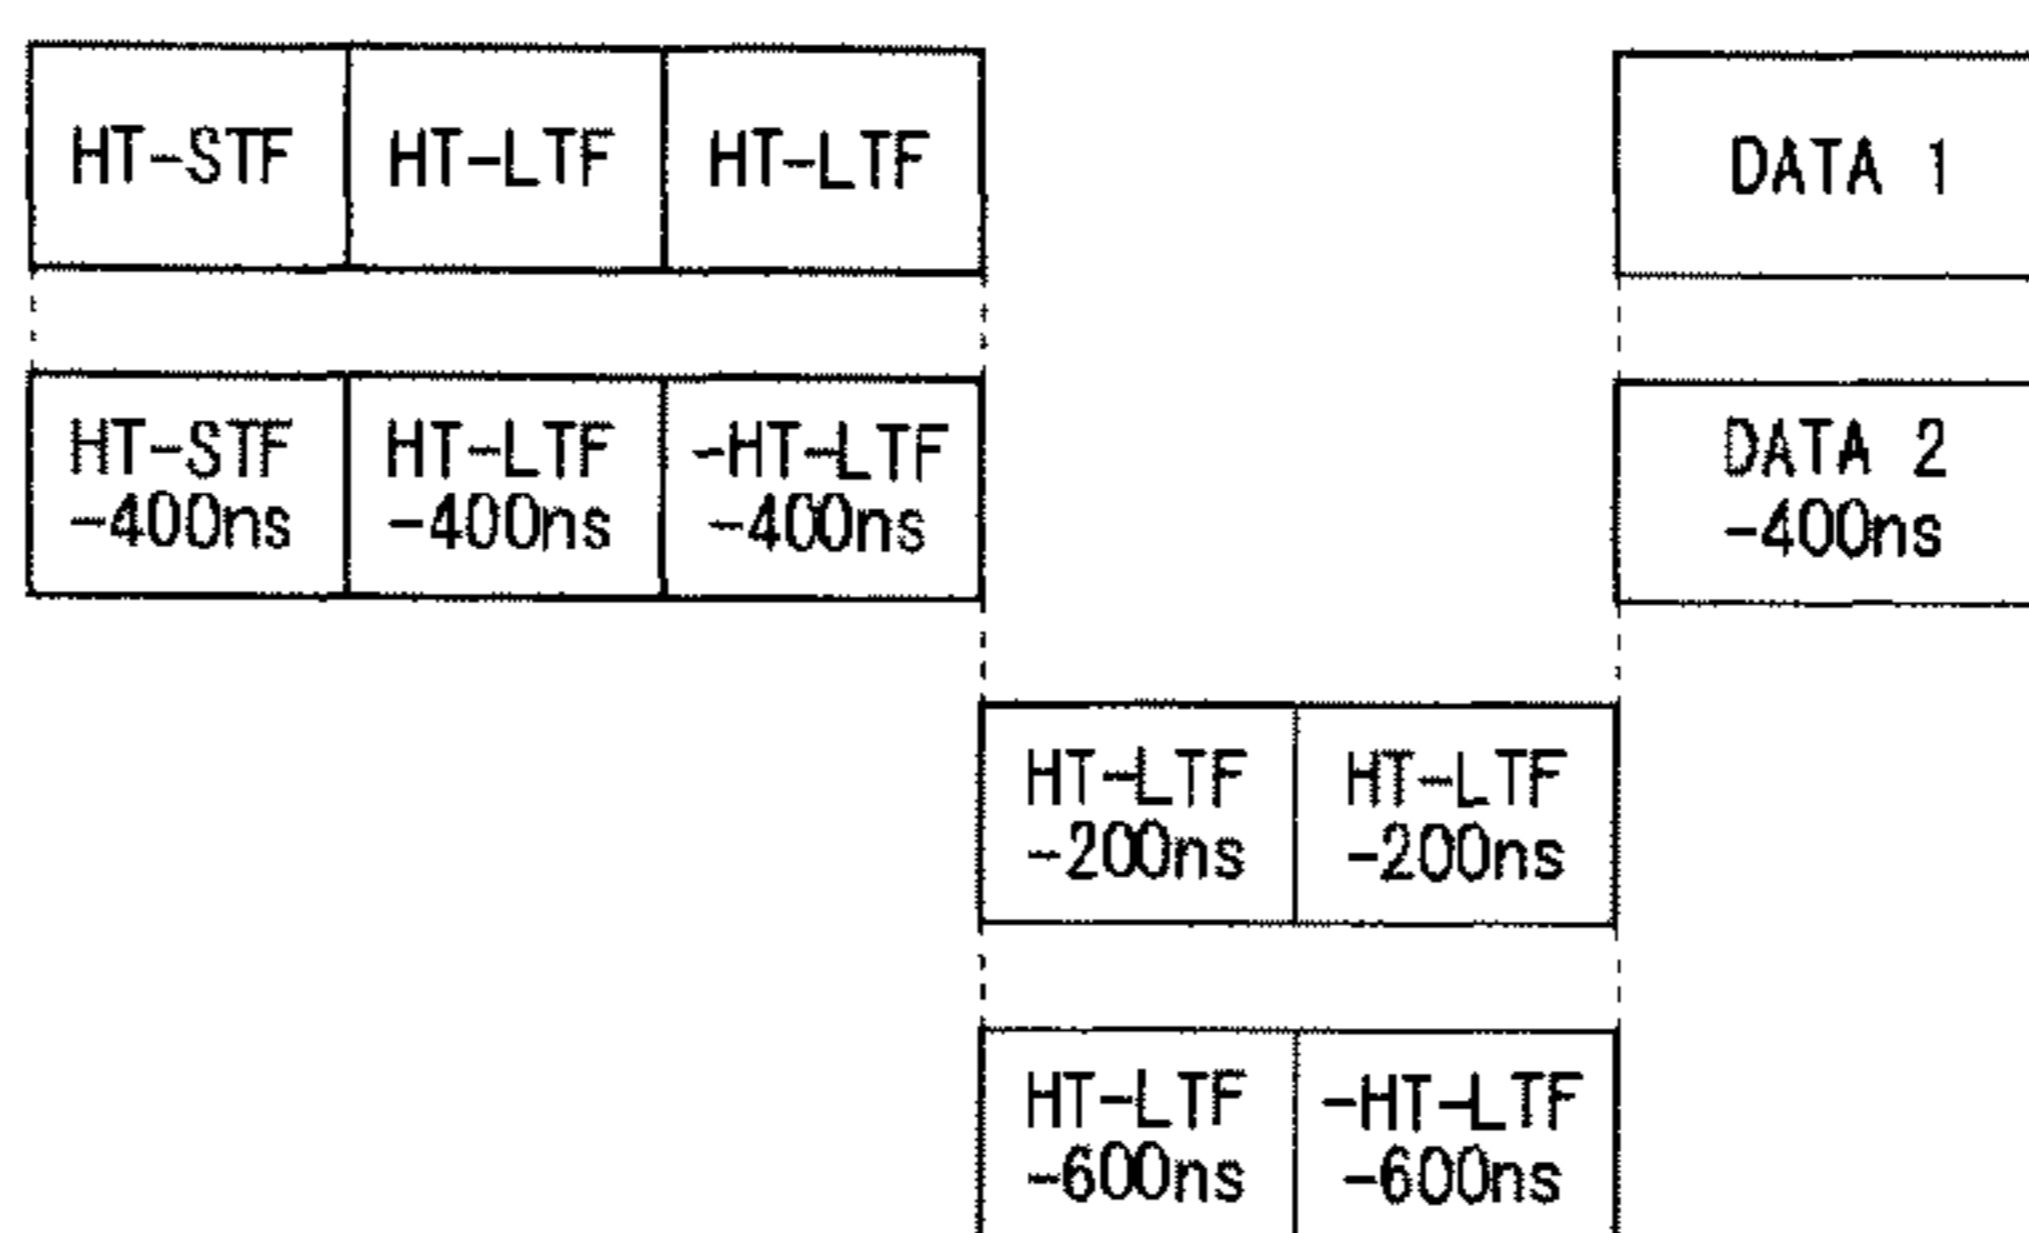 HT-STF HT-LTF HT-LTF DATA 1
HT-STF HT-LTF -HT-LTF DATA 2
-400ns -400ns -400ns -400ns
HT-LTF HT-LTF
-200ns -200ns
HT-LTF -HT-LTF
-600ns -600ns